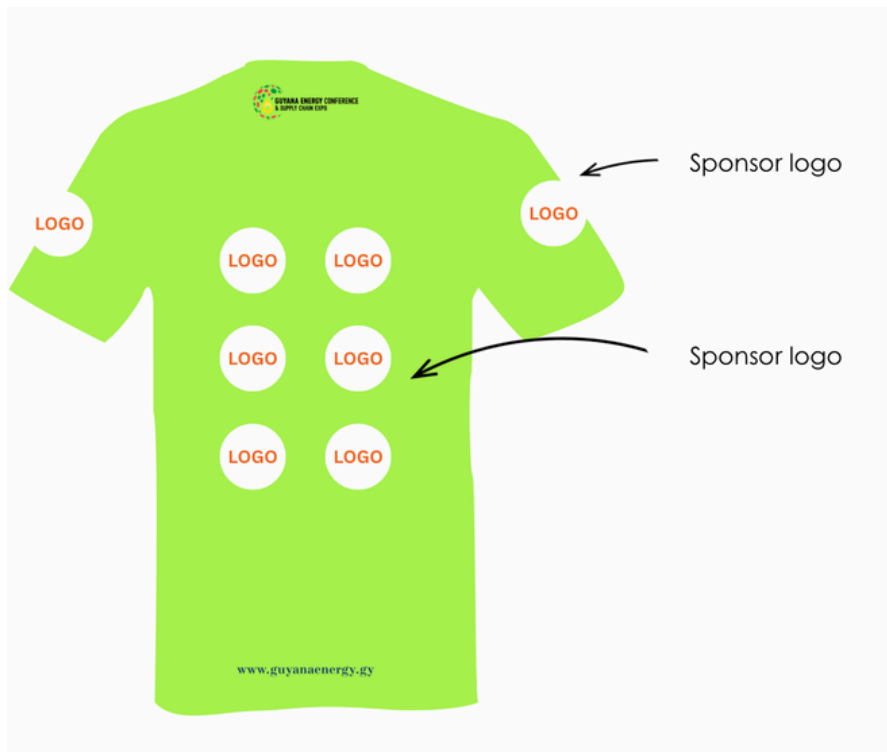 GUYANA ENERGY CONFERENCE
& SUPPLY CHAIN EXPO
Sponsor logo
LOGO
LOGO
LOGO LOGO
LOGO LOGO
Sponsor logo
LOGO LOGO
www.guyanaenergy.gy